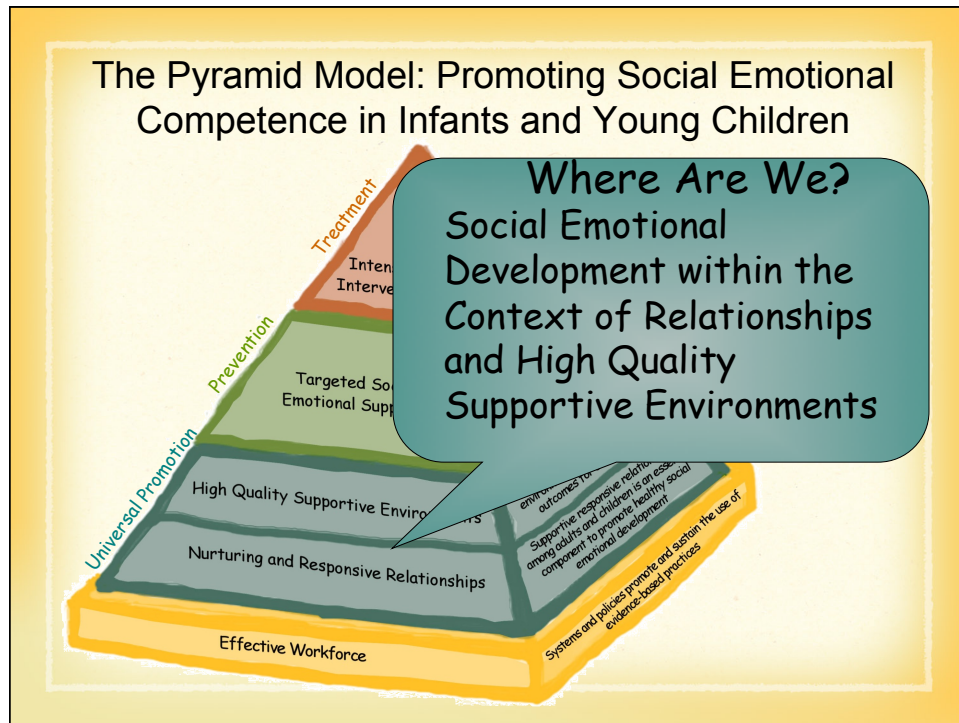 The Pyramid Model: Promoting Social Emotional
Competence in Infants and Young Children
Where Are We?
Social Emotional
Development within the
Context of Relationships
and High Quality
Supportive Environments
Treatment
Prevention
Universal Promotion
Targeted
Emotional
High Quality Supportive
Nurturing and Responsive Relationships
Effective Workforce
outcomes for
Supportive responsive
among adults and children is an
component to promote healthy social
emotional development
Systems and policies promote and sustain the use of
evidence-based practices